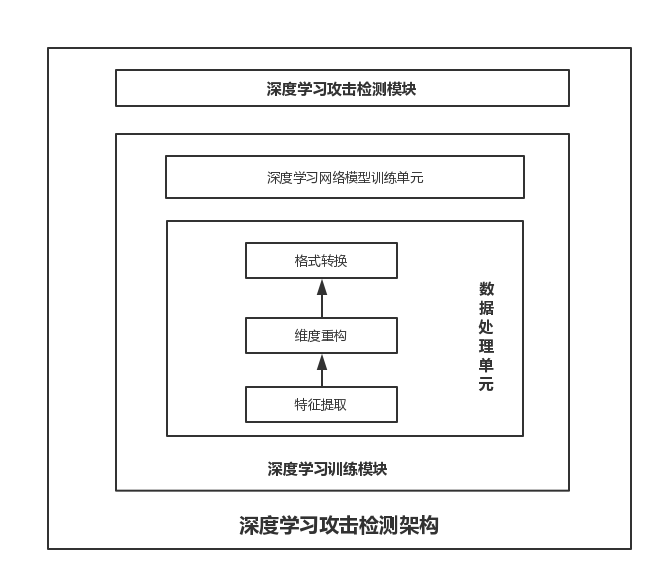 深度学习攻击检测模块
深度学习网络模型训练单元
格式转换
维度重构
特征提取
数据处理单元
深度学习训练模块
深度学习攻击检测架构